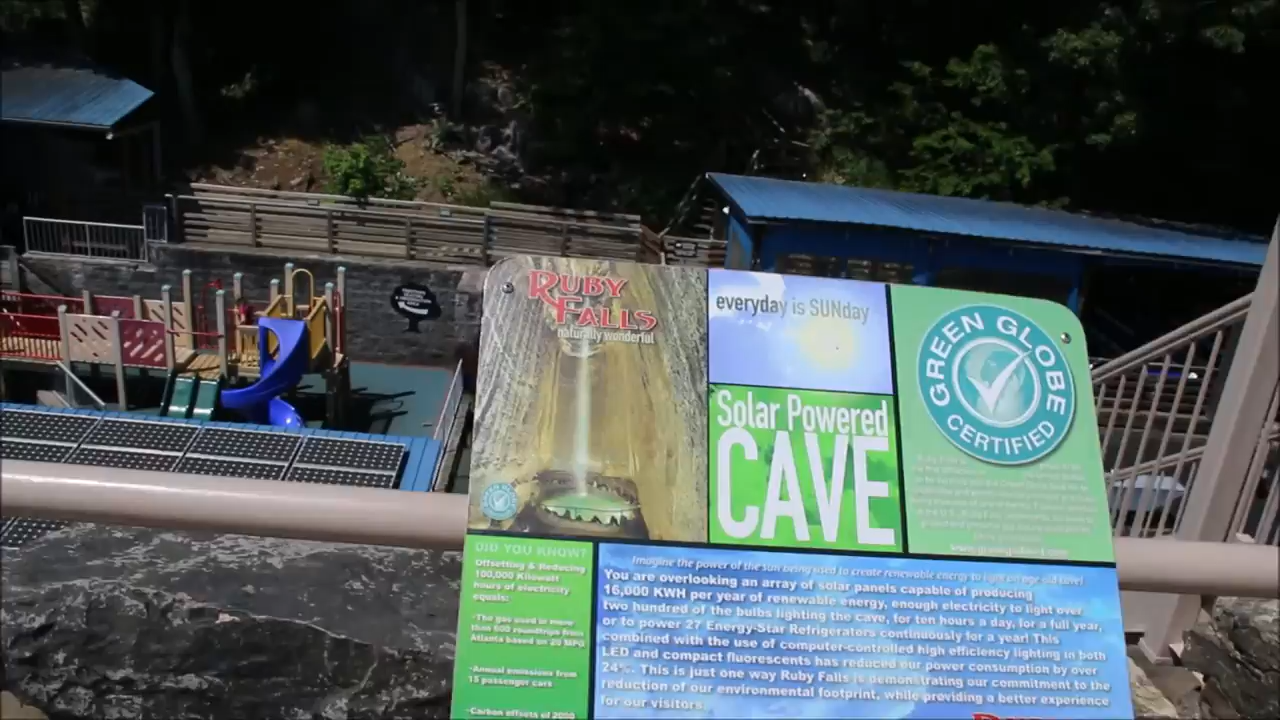 RUBY
FALLS
naturally wonderful
everyday is SUNday
Solar Powered
CAVE
GREEN GLOBE
CERTIFIED
GREEN GLOBE
DID YOU KNOW?
Offsetting & Reducing
100,000 Kilowatt
hours of electricity
equals:
•The gas used in more
than 500 roundtrips from
Atlanta based on 20 MPG
•Annual emissions from
15 passenger cars
•Carbon offsets of 2000
Imagine the power of the sun being used to create renewable energy to light an age old cave!
You are overlooking an array of solar panels capable of producing
16,000 KWH per year of renewable energy, enough electricity to light over
two hundred of the bulbs lighting the cave, for ten hours a day, for a full year,
or to power 27 Energy-Star Refrigerators continuously for a year! This
combined with the use of computer-controlled high efficiency lighting in both
LED and compact fluorescents has reduced our power consumption by over
24%. This is just one way Ruby Falls is demonstrating our commitment to the
reduction of our environmental footprint, while providing a better experience
for our visitors.